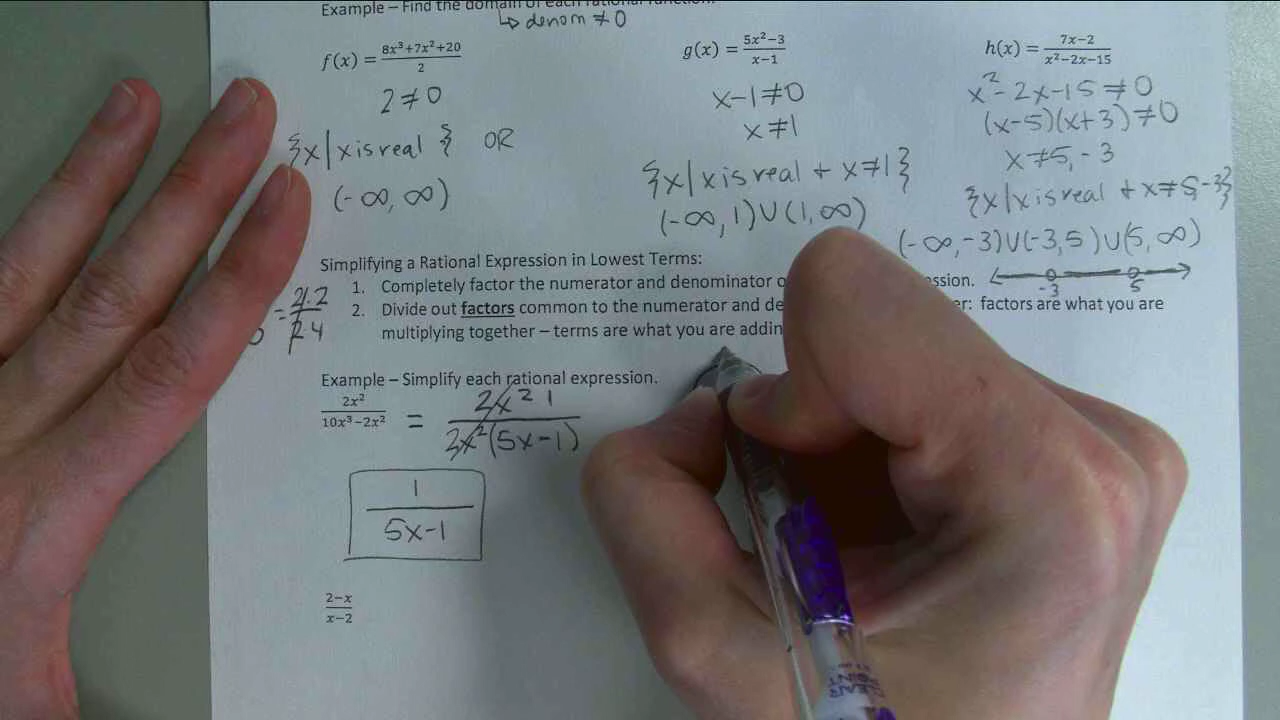 Example – Find the domain of each rational function.
↳ denom ≠ 0
f(x) = (8x³+7x²+20)/2
2 ≠ 0
{x | x is real} OR
(-∞, ∞)
g(x) = (5x²−3)/(x−1)
x-1 ≠ 0
x ≠ 1
{x | x is real + x ≠ 1}
(-∞, 1) ∪ (1, ∞)
h(x) = (7x−2)/(x²−2x−15)
x² - 2x - 15 ≠ 0
(x-5)(x+3) ≠ 0
x ≠ 5, -3
{x | x is real + x ≠ 5, -3}
(-∞, -3) ∪ (-3, 5) ∪ (5, ∞)
-3 5
Simplifying a Rational Expression in Lowest Terms:
1. Completely factor the numerator and denominator
2. Divide out factors common to the numerator and
factors are what you are
multiplying together – terms are what you are
Example – Simplify each rational expression.
2x²/(10x³−2x²) = 2x² 1/(2x²(5x-1))
1/(5x-1)
(2−x)/(x−2)